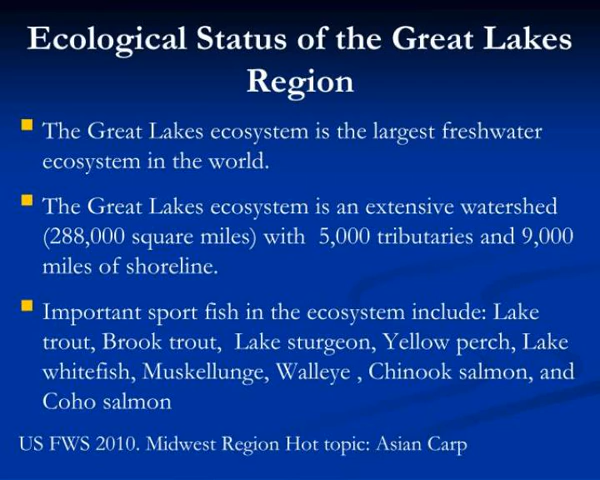 Ecological Status of the Great Lakes
Region
The Great Lakes ecosystem is the largest freshwater
ecosystem in the world.
The Great Lakes ecosystem is an extensive watershed
(288,000 square miles) with  5,000 tributaries and 9,000
miles of shoreline.
Important sport fish in the ecosystem include: Lake
trout, Brook trout,  Lake sturgeon, Yellow perch, Lake
whitefish, Muskellunge, Walleye , Chinook salmon, and
Coho salmon
US FWS 2010. Midwest Region Hot topic: Asian Carp